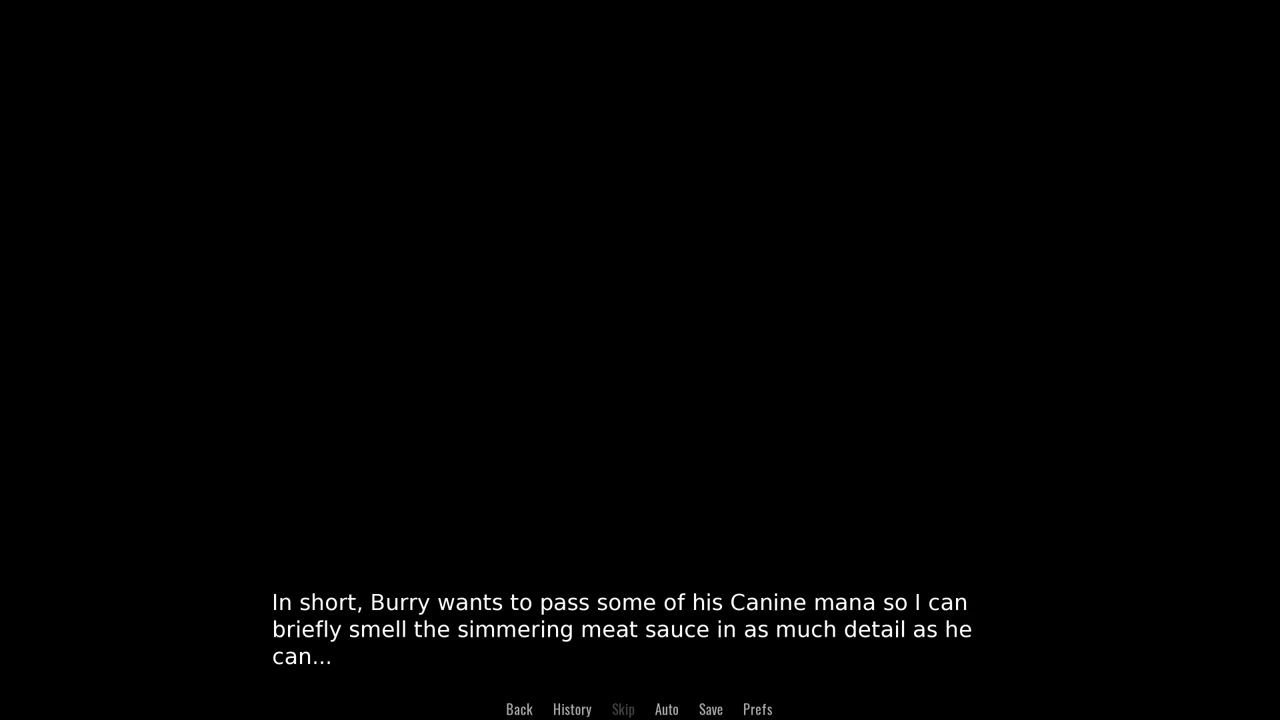 In short, Burry wants to pass some of his Canine mana so I can
briefly smell the simmering meat sauce in as much detail as he
can...
Back History Skip Auto Save Prefs